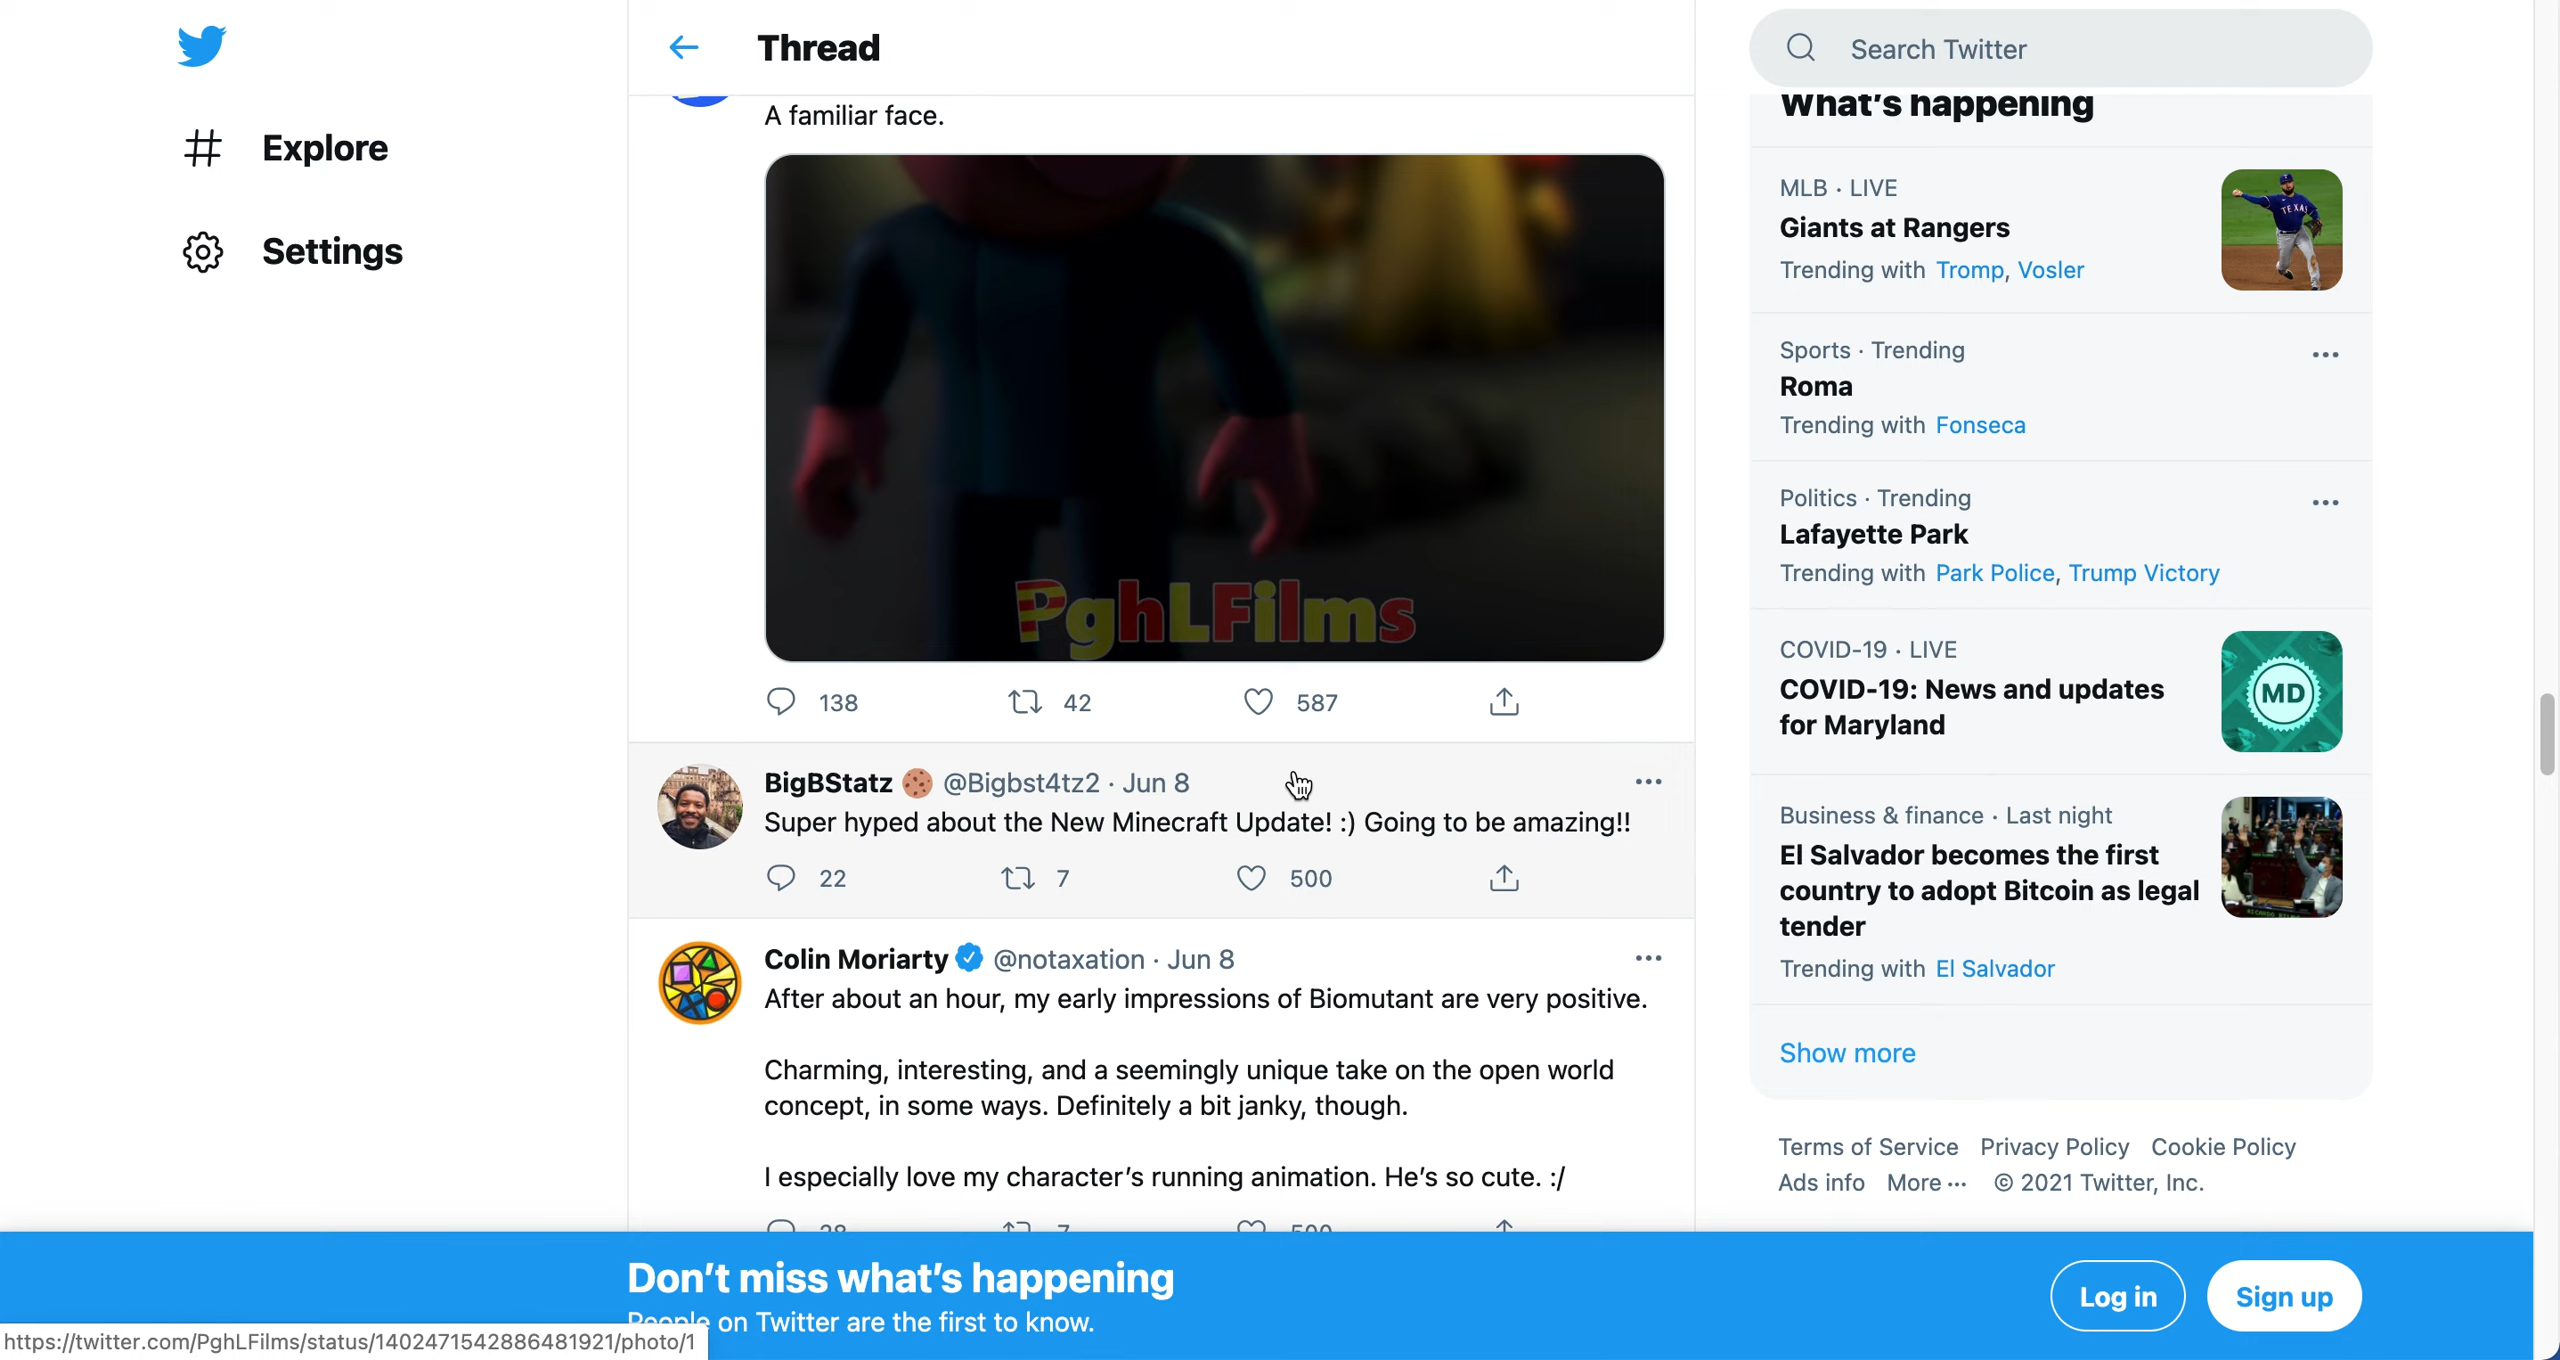 Thread
Search Twitter
Explore
Settings
A familiar face.
PghLFilms
138 42 587
BigBStatz @Bigbst4tz2 · Jun 8
Super hyped about the New Minecraft Update! :) Going to be amazing!!
22 7 500
Colin Moriarty @notaxation · Jun 8
After about an hour, my early impressions of Biomutant are very positive.
Charming, interesting, and a seemingly unique take on the open world
concept, in some ways. Definitely a bit janky, though.
I especially love my character's running animation. He's so cute. :/
28 7 500
What's happening
MLB · LIVE
Giants at Rangers
Trending with Tromp, Vosler
TEXAS
Sports · Trending
Roma
Trending with Fonseca
Politics · Trending
Lafayette Park
Trending with Park Police, Trump Victory
COVID-19 · LIVE
COVID-19: News and updates
for Maryland
MD
Business & finance · Last night
El Salvador becomes the first
country to adopt Bitcoin as legal
tender
Trending with El Salvador
Show more
Terms of Service Privacy Policy Cookie Policy
Ads info More ··· © 2021 Twitter, Inc.
Don't miss what's happening
People on Twitter are the first to know.
Log in
Sign up
https://twitter.com/PghLFilms/status/1402471542886481921/photo/1